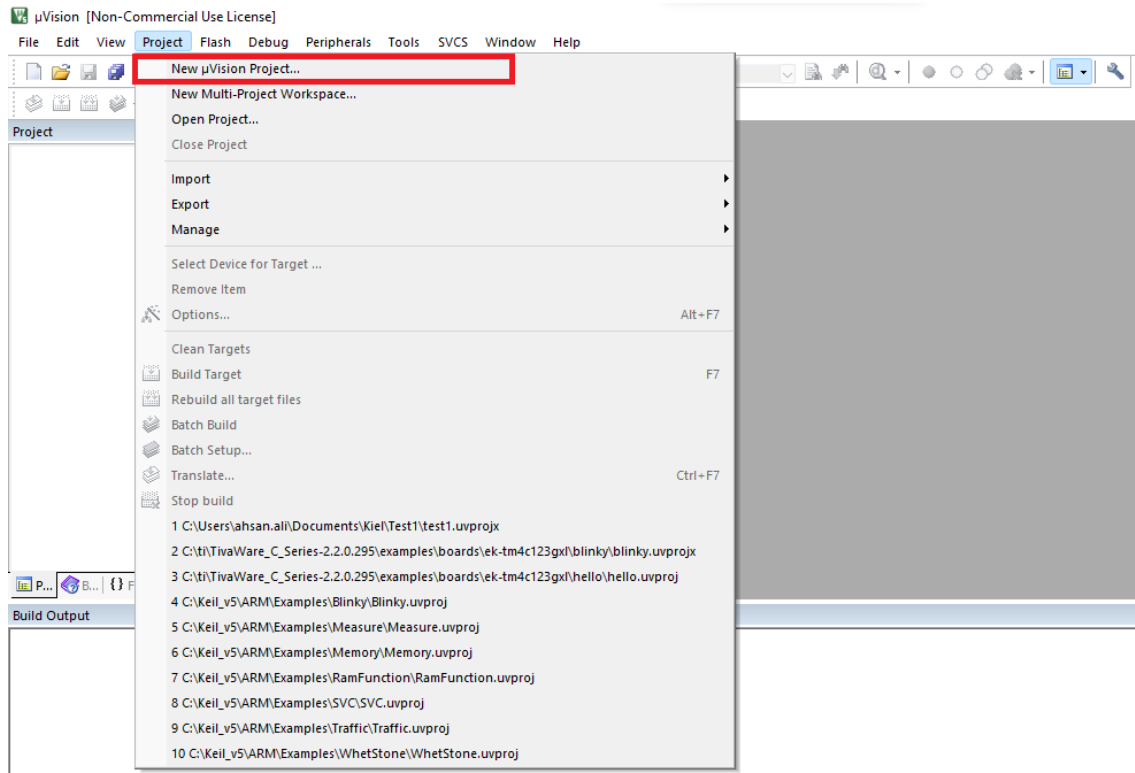 µVision [Non-Commercial Use License]
File Edit View Project Flash Debug Peripherals Tools SVCS Window Help
New µVision Project...
New Multi-Project Workspace...
Open Project...
Project
Close Project
Import
Export
Manage
Select Device for Target ...
Remove Item
Options... Alt+F7
Clean Targets
Build Target F7
Rebuild all target files
Batch Build
Batch Setup...
Translate... Ctrl+F7
Stop build
1 C:\Users\ahsan.ali\Documents\Kiel\Test1\test1.uvprojx
2 C:\ti\TivaWare_C_Series-2.2.0.295\examples\boards\ek-tm4c123gxl\blinky\blinky.uvprojx
3 C:\ti\TivaWare_C_Series-2.2.0.295\examples\boards\ek-tm4c123gxl\hello\hello.uvproj
P... B... {} F
4 C:\Keil_v5\ARM\Examples\Blinky\Blinky.uvproj
Build Output
5 C:\Keil_v5\ARM\Examples\Measure\Measure.uvproj
6 C:\Keil_v5\ARM\Examples\Memory\Memory.uvproj
7 C:\Keil_v5\ARM\Examples\RamFunction\RamFunction.uvproj
8 C:\Keil_v5\ARM\Examples\SVC\SVC.uvproj
9 C:\Keil_v5\ARM\Examples\Traffic\Traffic.uvproj
10 C:\Keil_v5\ARM\Examples\WhetStone\WhetStone.uvproj